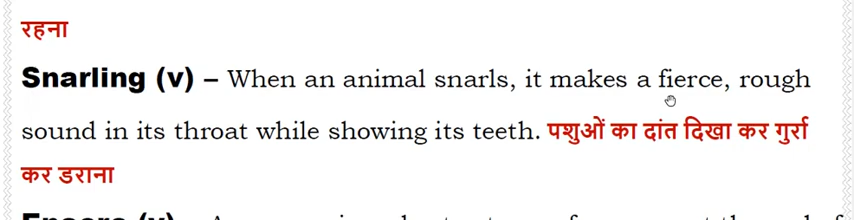 रहना
Snarling (v) – When an animal snarls, it makes a fierce, rough
sound in its throat while showing its teeth. पशुओं का दांत दिखा कर गुर्रा
कर डराना